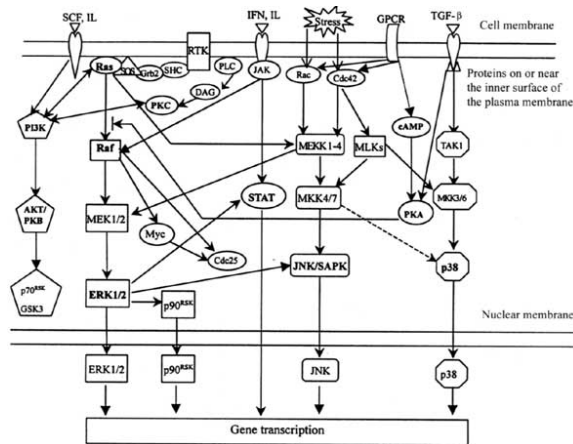 SCF, IL
IFN, IL
Stress
GPCR
TGF-β
Cell membrane
RTK
Ras
SOS
Grb2
SHC
PLC
JAK
Rac
Cdc42
Proteins on or near
the inner surface of
the plasma membrane
DAG
PKC
PI3K
cAMP
Raf
MEKK1-4
MLKs
TAK1
AKT/
PKB
MEK1/2
Myc
STAT
MKK4/7
PKA
MKK3/6
Cdc25
JNK/SAPK
p38
p70RSK
GSK3
ERK1/2
p90RSK
Nuclear membrane
ERK1/2
p90RSK
JNK
p38
Gene transcription